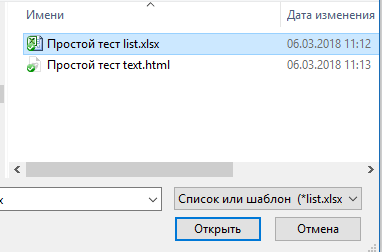 Имени Дата изменения
Простой тест list.xlsx 06.03.2018 11:12
Простой тест text.html 06.03.2018 11:13
Список или шаблон (*list.xlsx
Открыть Отмена